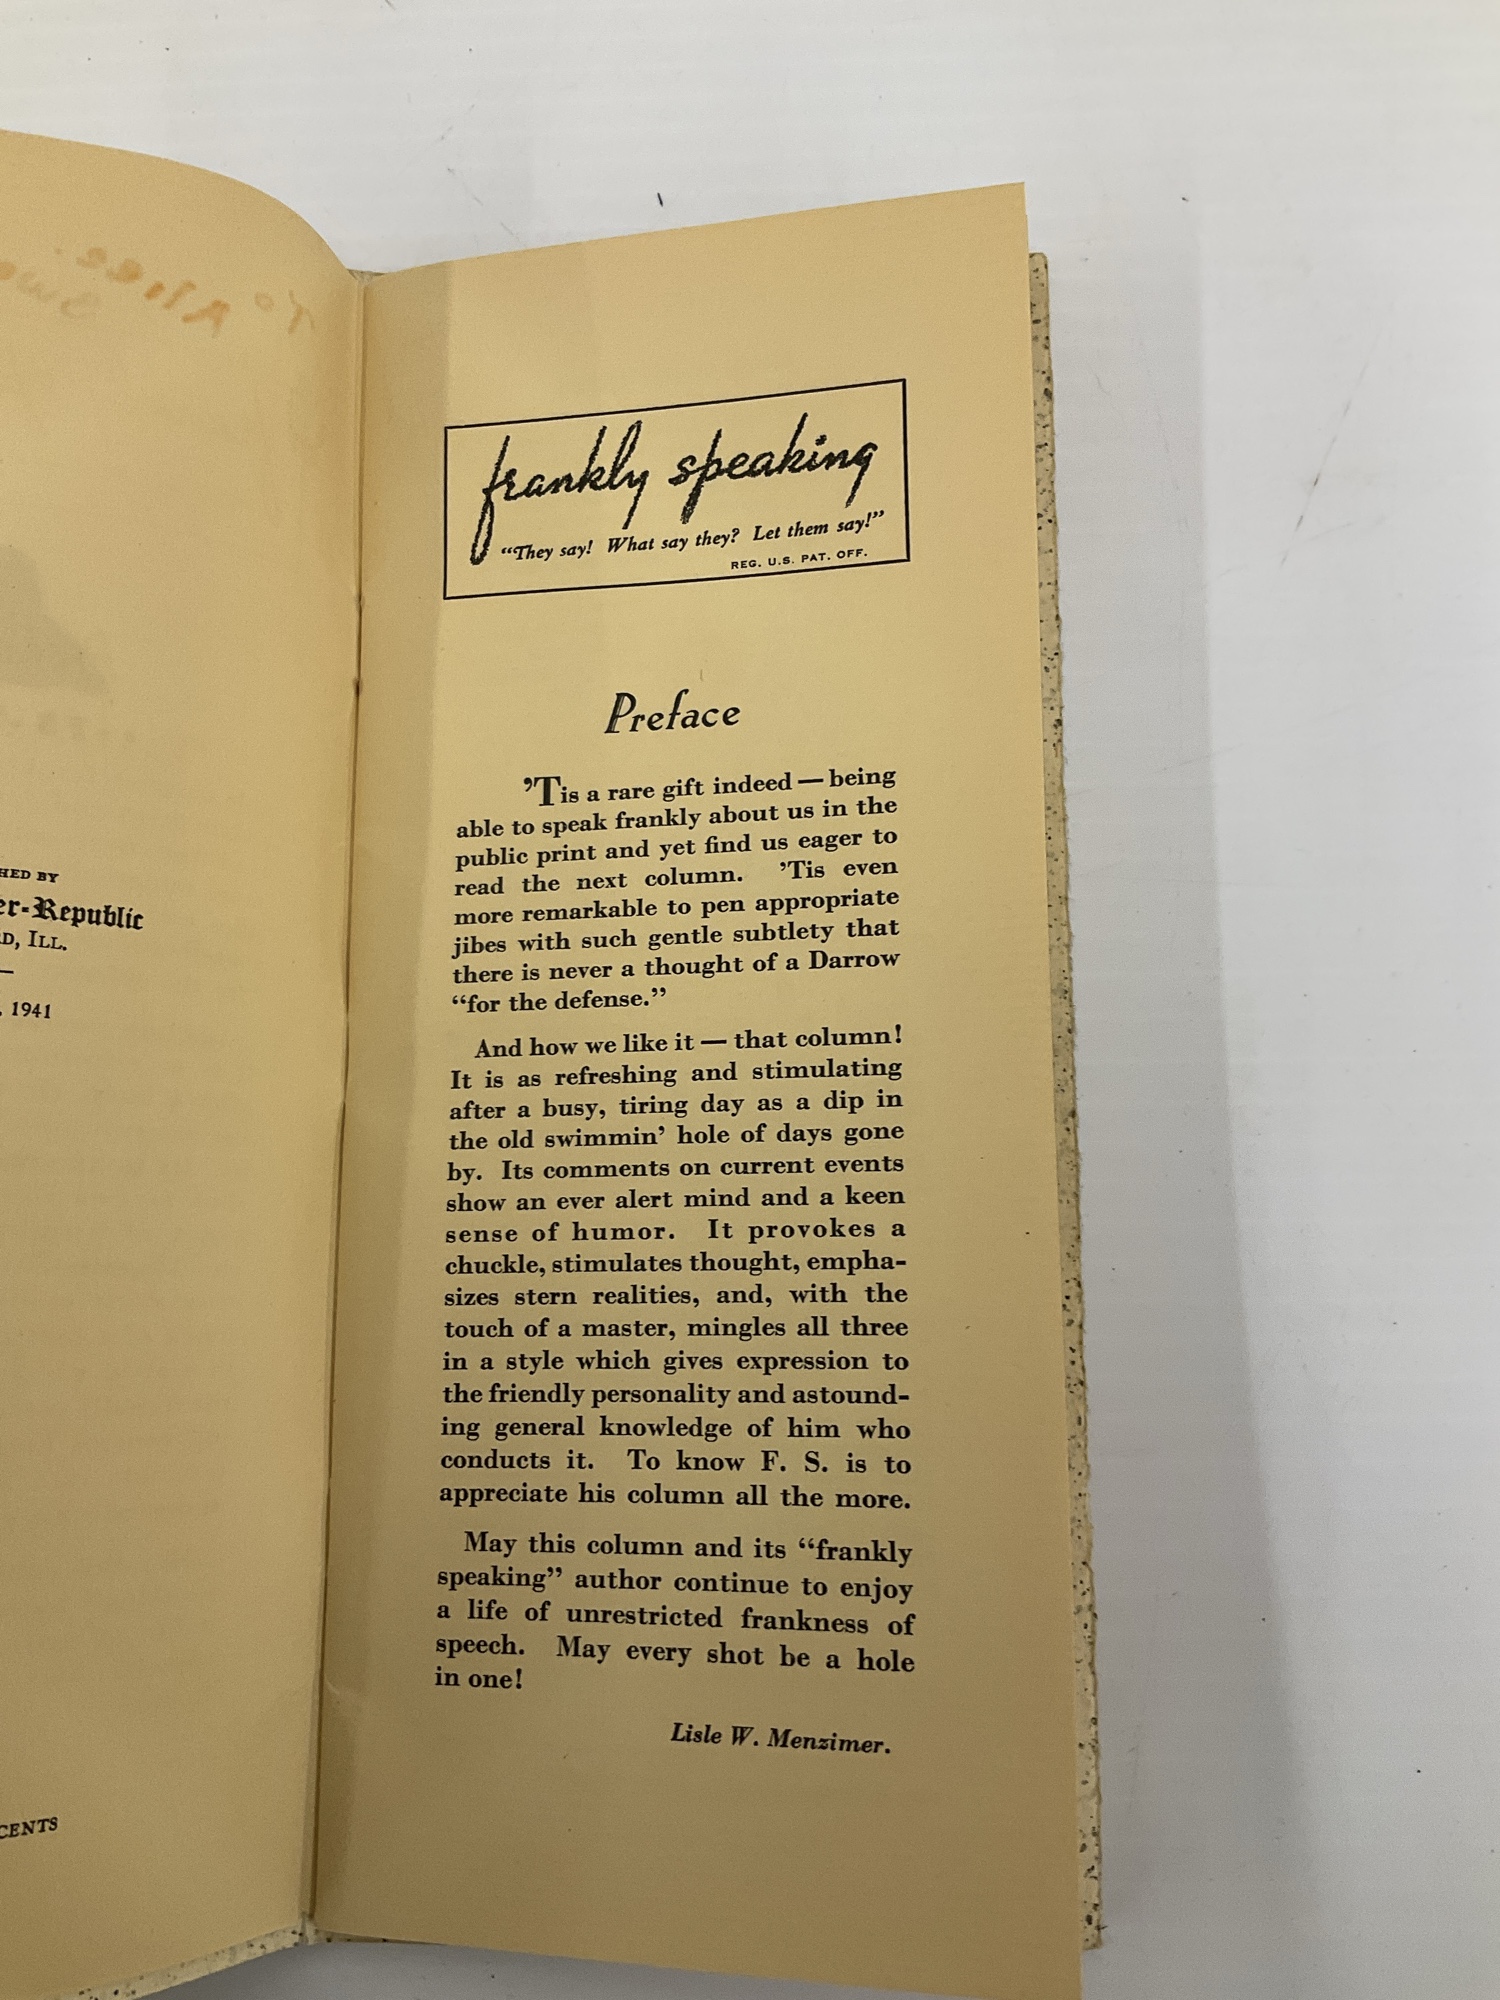 To Alice.
HED BY
er-Republic
D, ILL.
, 1941
CENTS
frankly speaking
“They say! What say they? Let them say!”
REG. U.S. PAT. OFF.
Preface
’Tis a rare gift indeed — being
able to speak frankly about us in the
public print and yet find us eager to
read the next column. ’Tis even
more remarkable to pen appropriate
jibes with such gentle subtlety that
there is never a thought of a Darrow
“for the defense.”
And how we like it — that column!
It is as refreshing and stimulating
after a busy, tiring day as a dip in
the old swimmin’ hole of days gone
by. Its comments on current events
show an ever alert mind and a keen
sense of humor. It provokes a
chuckle, stimulates thought, empha-
sizes stern realities, and, with the
touch of a master, mingles all three
in a style which gives expression to
the friendly personality and astound-
ing general knowledge of him who
conducts it. To know F. S. is to
appreciate his column all the more.
May this column and its “frankly
speaking” author continue to enjoy
a life of unrestricted frankness of
speech. May every shot be a hole
in one!
Lisle W. Menzimer.